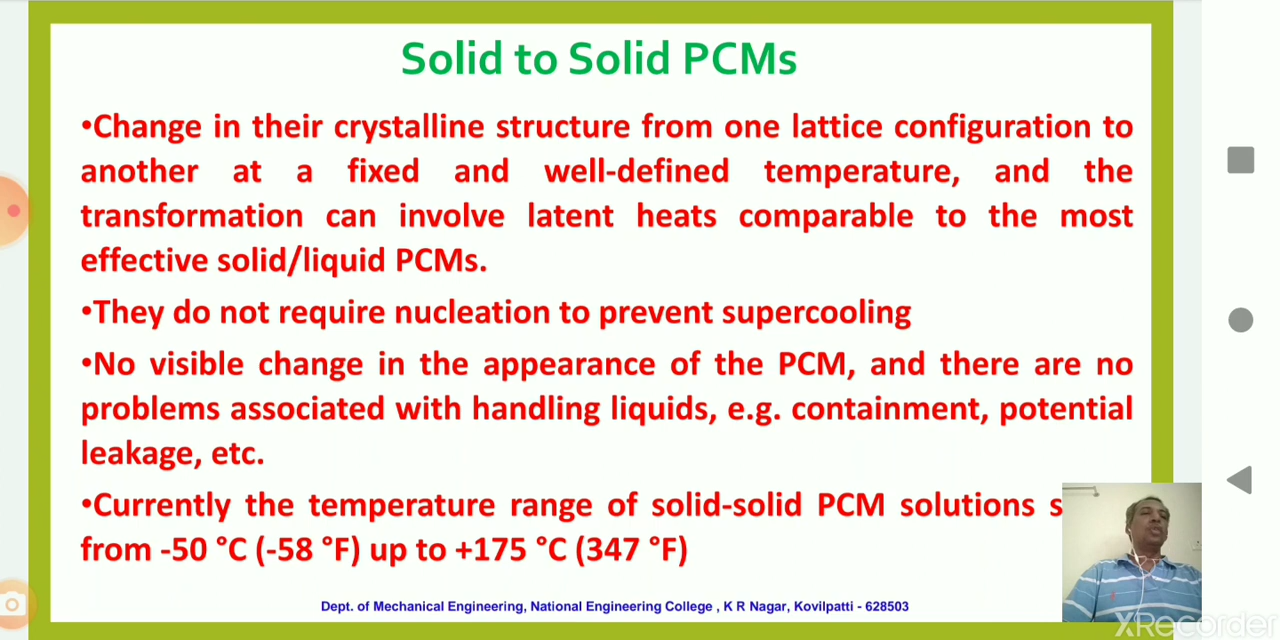 Solid to Solid PCMs
•Change in their crystalline structure from one lattice configuration to
another at a fixed and well-defined temperature, and the
transformation can involve latent heats comparable to the most
effective solid/liquid PCMs.
•They do not require nucleation to prevent supercooling
•No visible change in the appearance of the PCM, and there are no
problems associated with handling liquids, e.g. containment, potential
leakage, etc.
•Currently the temperature range of solid-solid PCM solutions
from -50 °C (-58 °F) up to +175 °C (347 °F)
Dept. of Mechanical Engineering, National Engineering College , K R Nagar, Kovilpatti - 628503
XRecorder